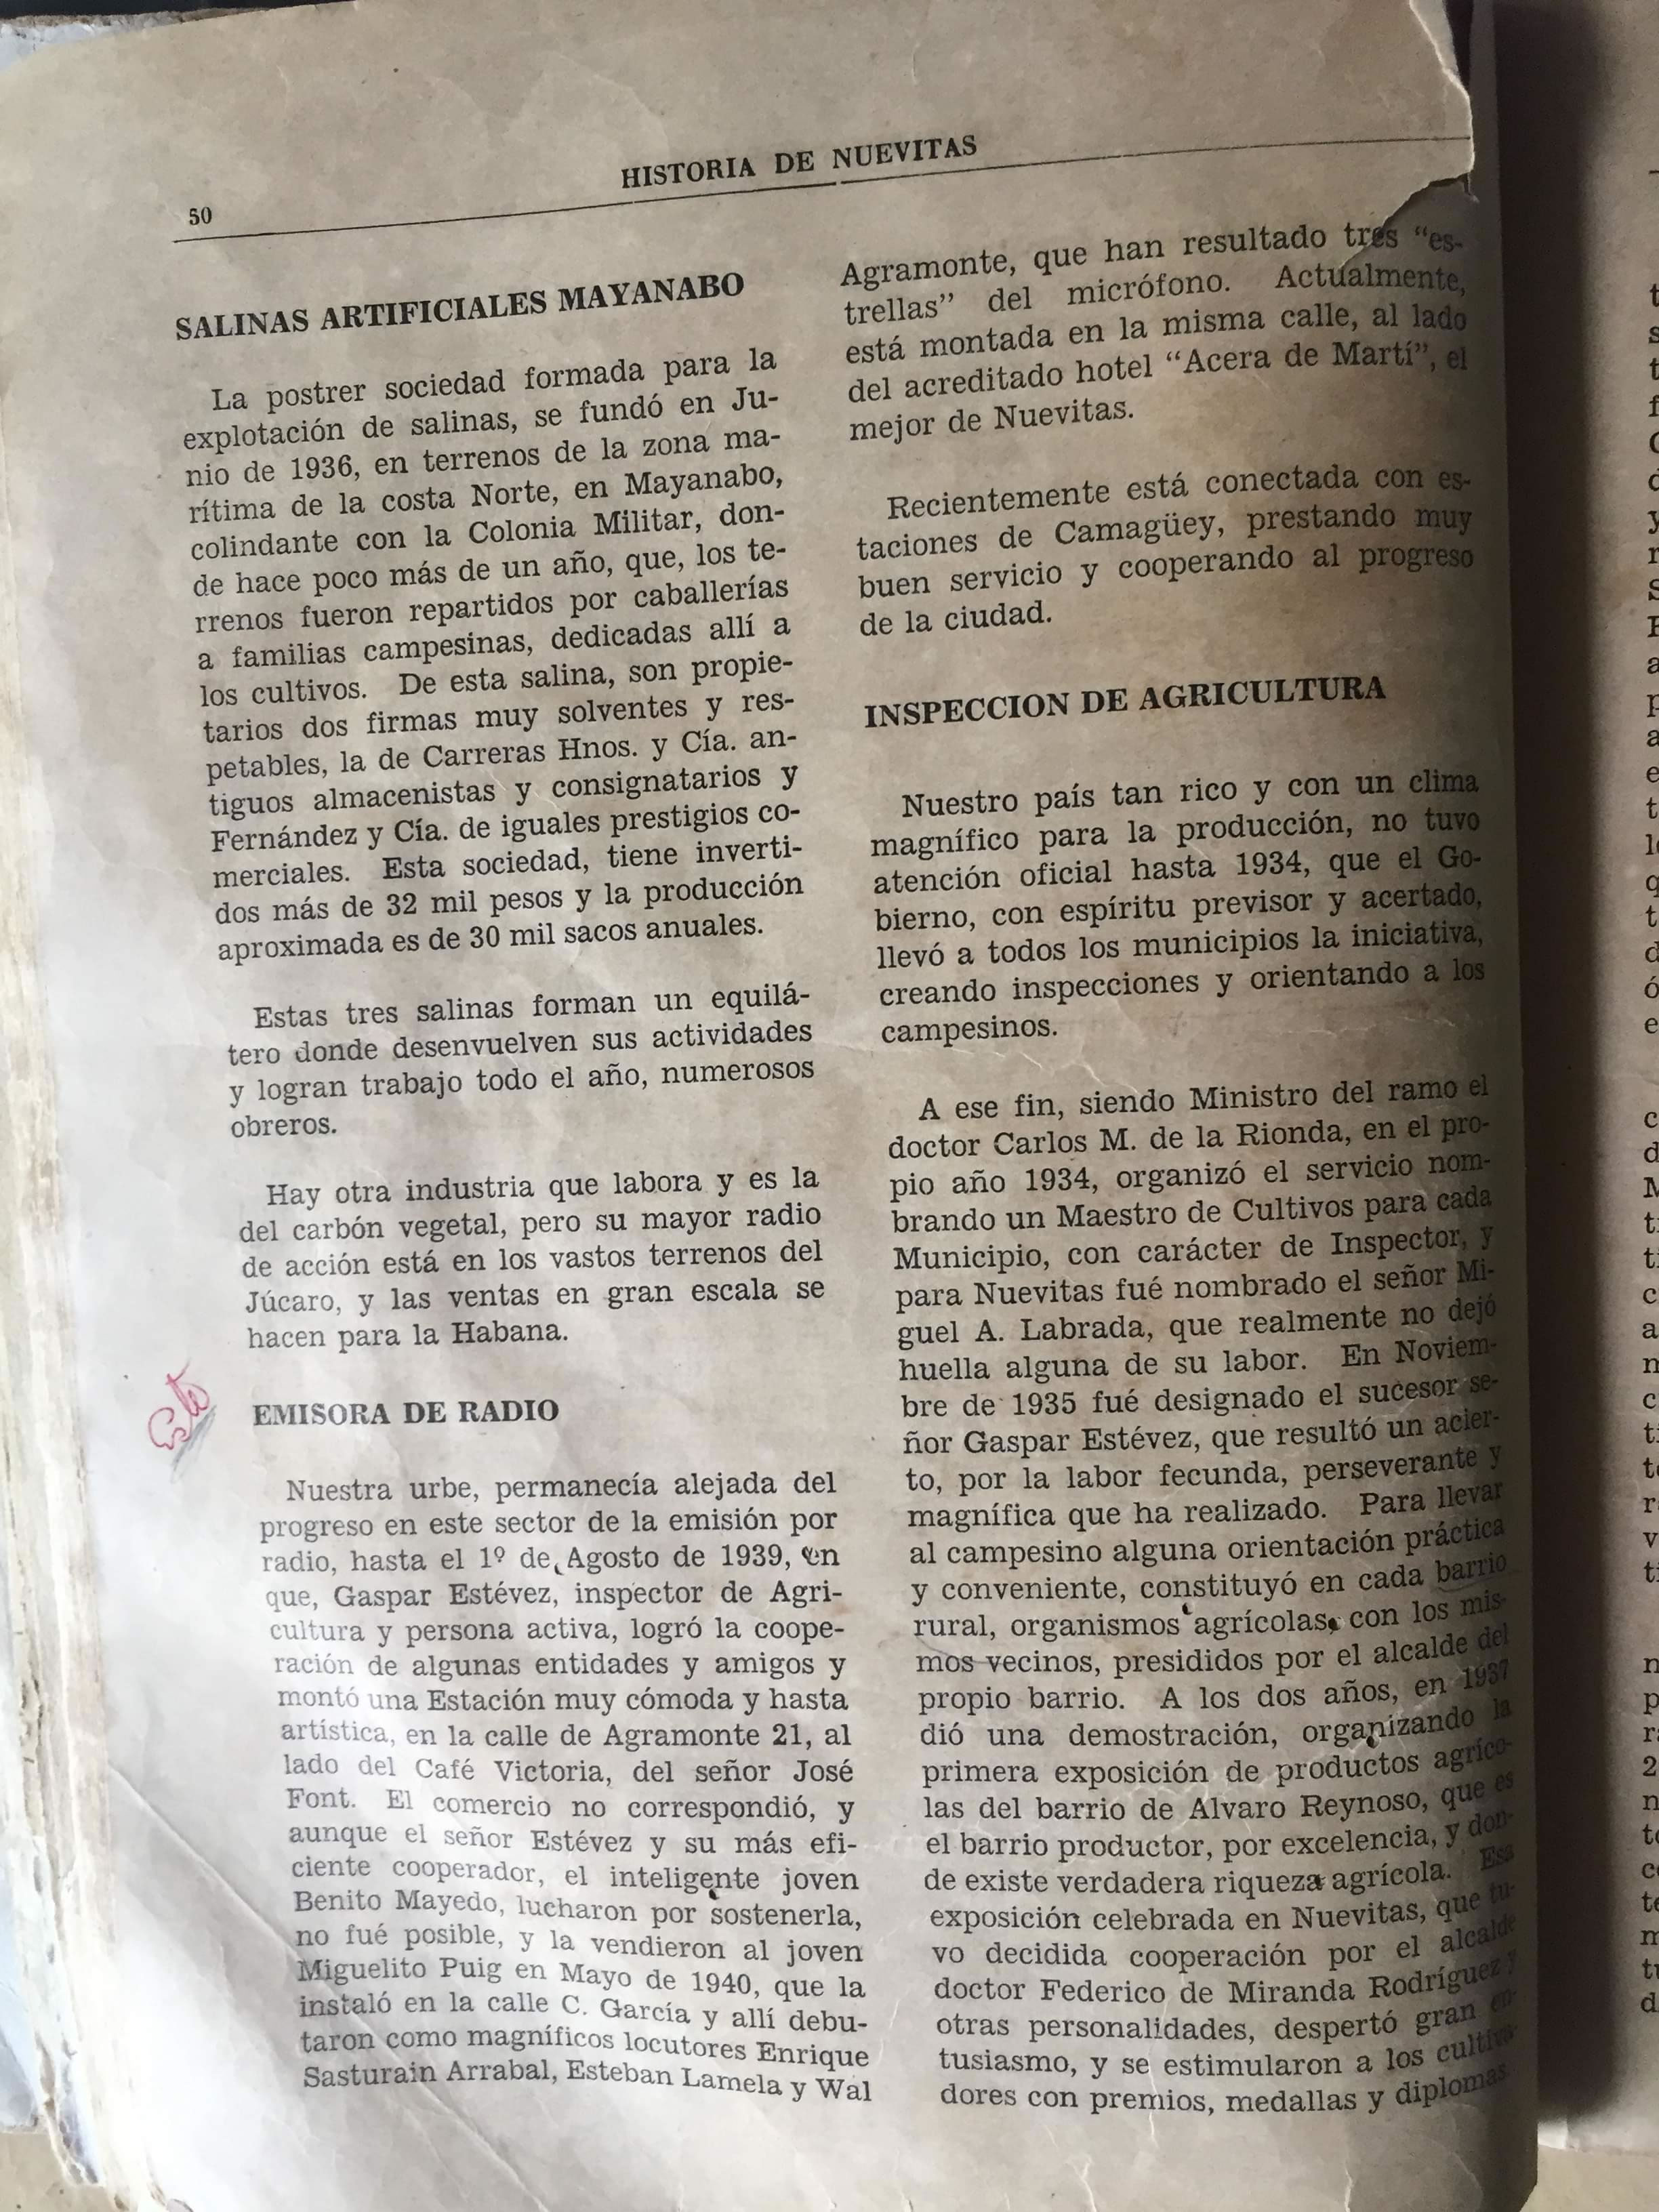 HISTORIA DE NUEVITAS
50
SALINAS ARTIFICIALES MAYANABO
La postrer sociedad formada para la
explotación de salinas, se fundó en Ju-
nio de 1936, en terrenos de la zona ma-
rítima de la costa Norte, en Mayanabo,
colindante con la Colonia Militar, don-
de hace poco más de un año, que, los te-
rrenos fueron repartidos por caballerías
a familias campesinas, dedicadas allí a
los cultivos. De esta salina, son propie-
tarios dos firmas muy solventes y res-
petables, la de Carreras Hnos. y Cía. an-
tiguos almacenistas y consignatarios y
Fernández y Cía. de iguales prestigios co-
merciales. Esta sociedad, tiene inverti-
dos más de 32 mil pesos y la producción
aproximada es de 30 mil sacos anuales.
Estas tres salinas forman un equilá-
tero donde desenvuelven sus actividades
y logran trabajo todo el año, numerosos
obreros.
Hay otra industria que labora y es la
del carbón vegetal, pero su mayor radio
de acción está en los vastos terrenos del
Júcaro, y las ventas en gran escala se
hacen para la Habana.
Esto
EMISORA DE RADIO
Nuestra urbe, permanecía alejada del
progreso en este sector de la emisión por
radio, hasta el 1º de Agosto de 1939, en
que, Gaspar Estévez, inspector de Agri-
cultura y persona activa, logró la coope-
ración de algunas entidades y amigos y
montó una Estación muy cómoda y hasta
artística, en la calle de Agramonte 21, al
lado del Café Victoria, del señor José
Font. El comercio no correspondió, y
aunque el señor Estévez y su más efi-
ciente cooperador, el inteligente joven
Benito Mayedo, lucharon por sostenerla,
no fué posible, y la vendieron al joven
Miguelito Puig en Mayo de 1940, que la
instaló en la calle C. García y allí debu-
taron como magníficos locutores Enrique
Sasturain Arrabal, Esteban Lamela y Wal
Agramonte, que han resultado tres “es-
trellas” del micrófono. Actualmente,
está montada en la misma calle, al lado
del acreditado hotel “Acera de Martí”, el
mejor de Nuevitas.
Recientemente está conectada con es-
taciones de Camagüey, prestando muy
buen servicio y cooperando al progreso
de la ciudad.
INSPECCION DE AGRICULTURA
Nuestro país tan rico y con un clima
magnífico para la producción, no tuvo
atención oficial hasta 1934, que el Go-
bierno, con espíritu previsor y acertado,
llevó a todos los municipios la iniciativa,
creando inspecciones y orientando a los
campesinos.
A ese fin, siendo Ministro del ramo el
doctor Carlos M. de la Rionda, en el pro-
pio año 1934, organizó el servicio nom-
brando un Maestro de Cultivos para cada
Municipio, con carácter de Inspector, y
para Nuevitas fué nombrado el señor Mi-
guel A. Labrada, que realmente no dejó
huella alguna de su labor. En Noviem-
bre de 1935 fué designado el sucesor se-
ñor Gaspar Estévez, que resultó un acier-
to, por la labor fecunda, perseverante y
magnífica que ha realizado. Para llevar
al campesino alguna orientación práctica
y conveniente, constituyó en cada barrio
rural, organismos agrícolas, con los mis-
mos vecinos, presididos por el alcalde del
propio barrio. A los dos años, en 1937
dió una demostración, organizando la
primera exposición de productos agríco-
las del barrio de Alvaro Reynoso, que es
el barrio productor, por excelencia, y don-
de existe verdadera riqueza agrícola. Esa
exposición celebrada en Nuevitas, que tu-
vo decidida cooperación por el alcalde
doctor Federico de Miranda Rodríguez y
otras personalidades, despertó gran en-
tusiasmo, y se estimularon a los cultiva-
dores con premios, medallas y diplomas.